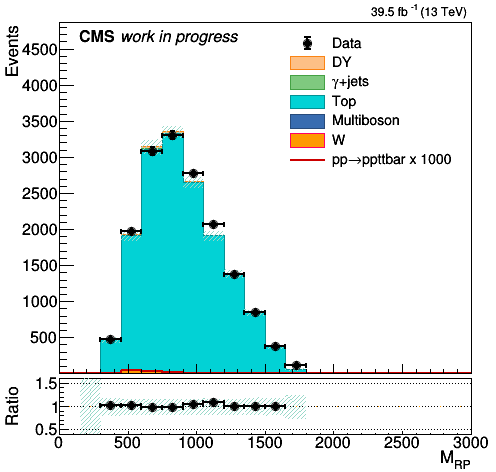 39.5 fb⁻¹ (13 TeV)
CMS work in progress
Events
4500
4000
3500
3000
2500
2000
1500
1000
500
Data
DY
γ+jets
Top
Multiboson
W
pp→ppttbar x 1000
Ratio
1.5
1
0.5
0 500 1000 1500 2000 2500 3000
M_RP